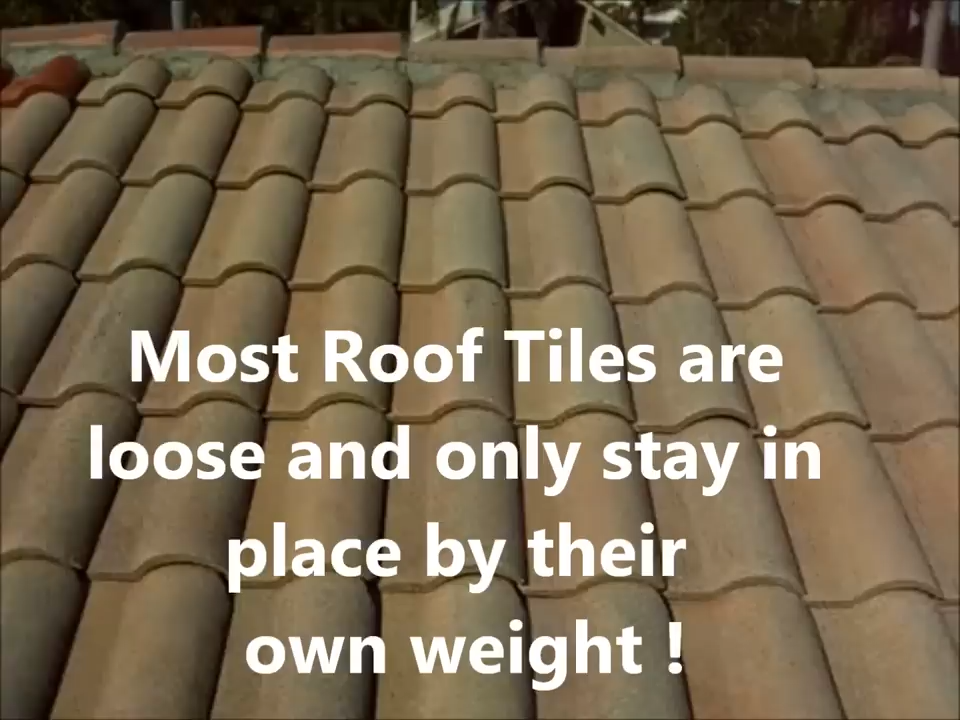 Most Roof Tiles are
loose and only stay in
place by their
own weight !